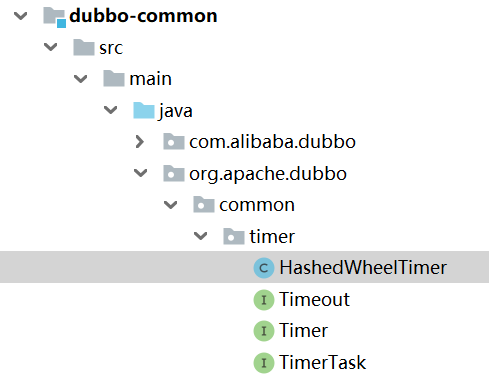 dubbo-common
src
main
java
com.alibaba.dubbo
org.apache.dubbo
common
timer
C HashedWheelTimer
I Timeout
I Timer
I TimerTask